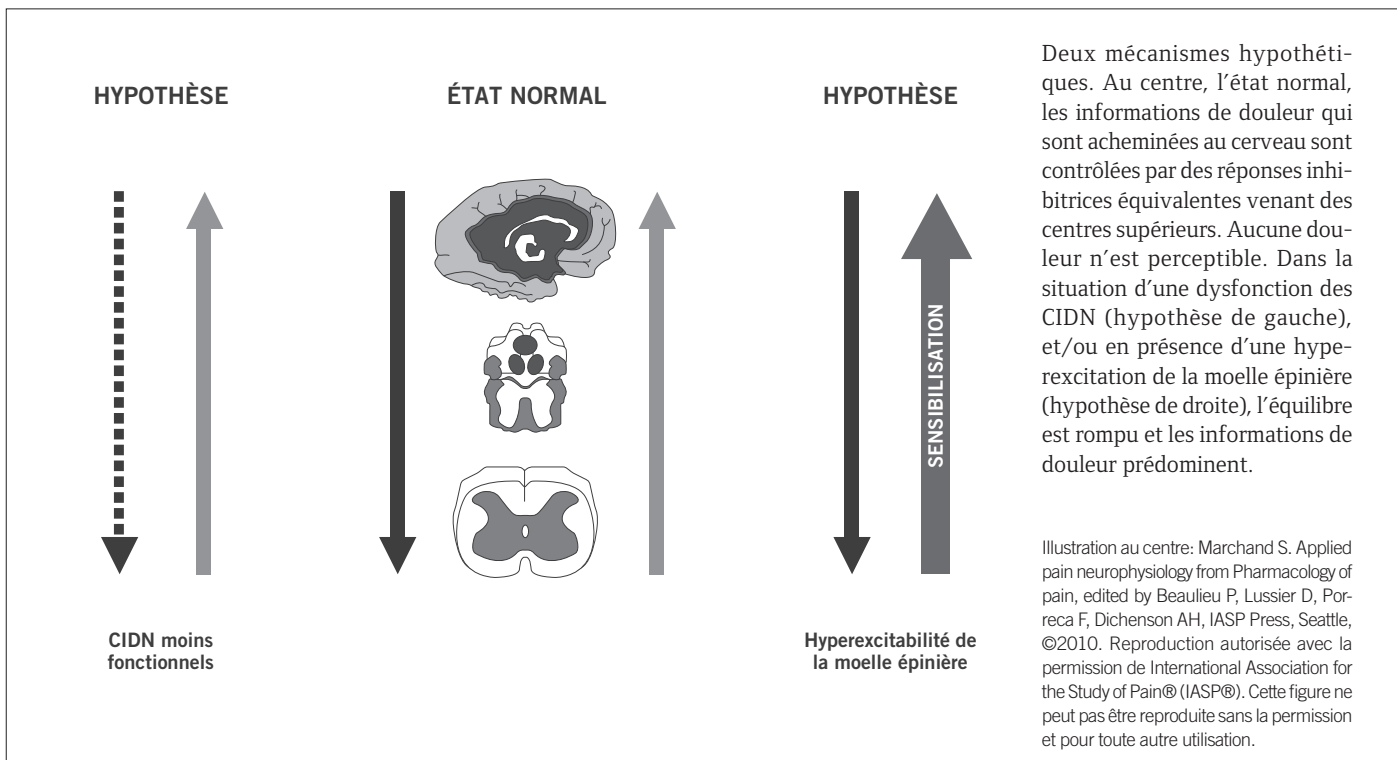 HYPOTHÈSE
ÉTAT NORMAL
HYPOTHÈSE
SENSIBILISATION
CIDN moins
fonctionnels
Hyperexcitabilité de
la moelle épinière
Deux mécanismes hypothéti-
ques. Au centre, l’état normal,
les informations de douleur qui
sont acheminées au cerveau sont
contrôlées par des réponses inhi-
bitrices équivalentes venant des
centres supérieurs. Aucune dou-
leur n’est perceptible. Dans la
situation d’une dysfonction des
CIDN (hypothèse de gauche),
et/ou en présence d’une hype-
rexcitation de la moelle épinière
(hypothèse de droite), l’équilibre
est rompu et les informations de
douleur prédominent.
Illustration au centre: Marchand S. Applied
pain neurophysiology from Pharmacology of
pain, edited by Beaulieu P, Lussier D, Por-
reca F, Dichenson AH, IASP Press, Seattle,
©2010. Reproduction autorisée avec la
permission de International Association for
the Study of Pain® (IASP®). Cette figure ne
peut pas être reproduite sans la permission
et pour toute autre utilisation.